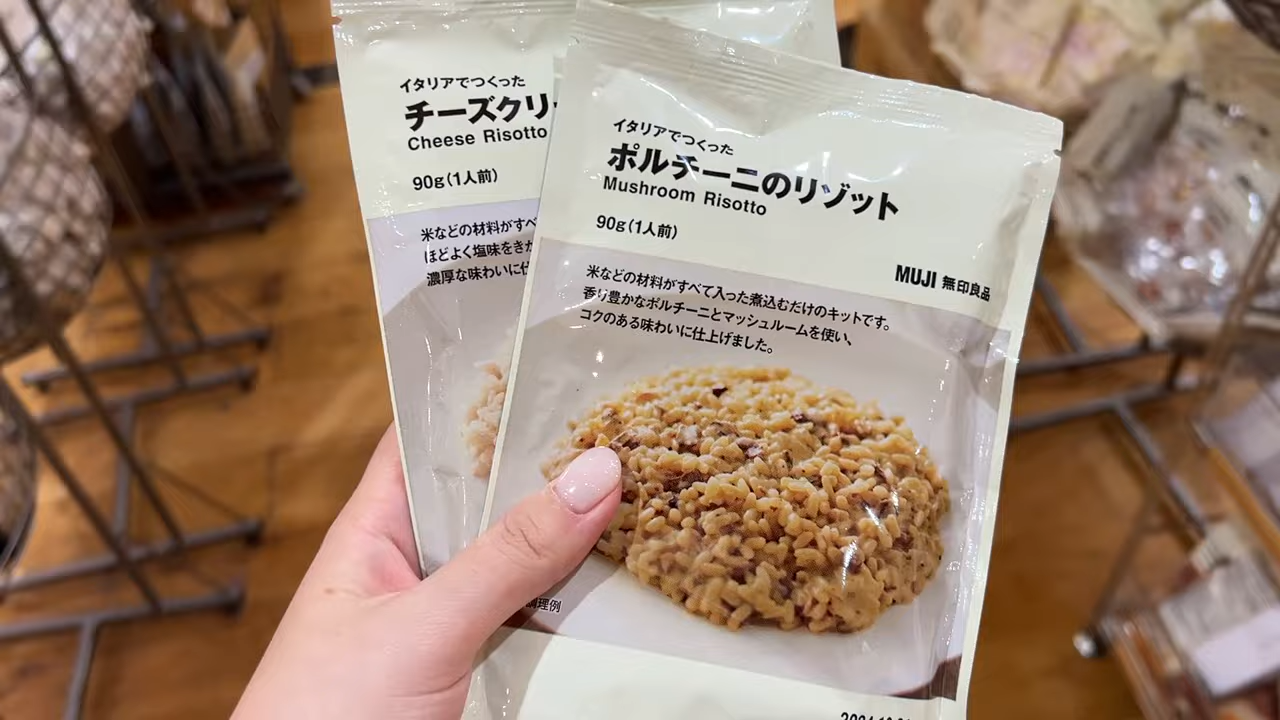 イタリアでつくった
チーズクリ
Cheese Risotto
90g(1人前)
米などの材料がすべ
ほどよく塩味をきか
濃厚な味わいに仕
イタリアでつくった
ポルチーニのリゾット
Mushroom Risotto
90g(1人前)
MUJI 無印良品
米などの材料がすべて入った煮込むだけのキットです。
香り豊かなポルチーニとマッシュルームを使い、
コクのある味わいに仕上げました。
調理例